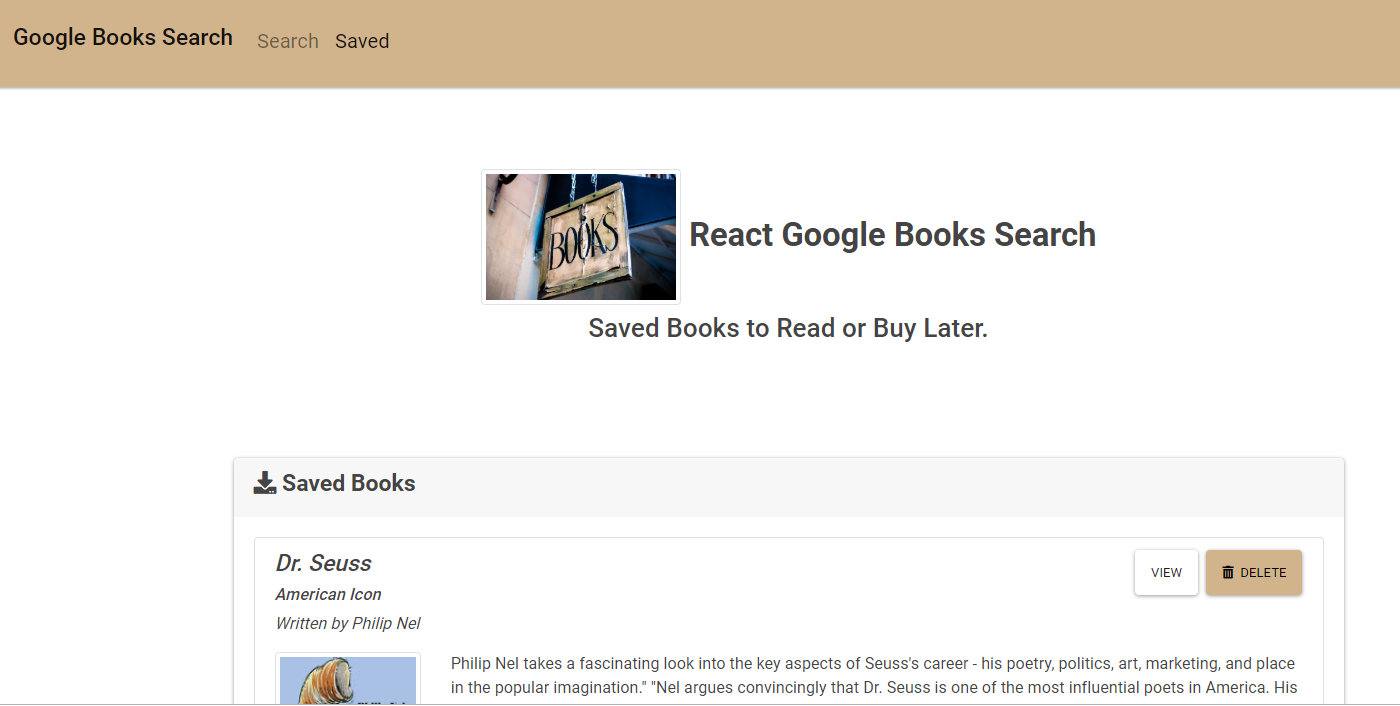 Google Books Search Search Saved
BOOKS
React Google Books Search
Saved Books to Read or Buy Later.
Saved Books
Dr. Seuss
VIEW DELETE
American Icon
Written by Philip Nel
Philip Nel takes a fascinating look into the key aspects of Seuss's career - his poetry, politics, art, marketing, and place
in the popular imagination." "Nel argues convincingly that Dr. Seuss is one of the most influential poets in America. His